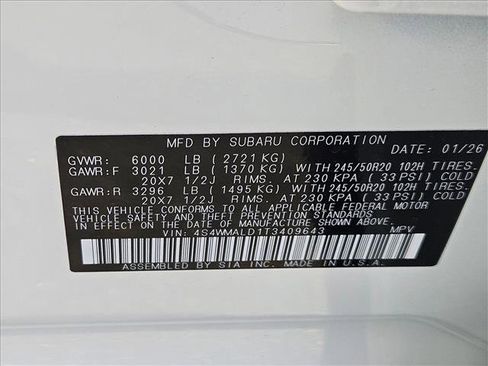 MFD BY SUBARU CORPORATION DATE: 01/26
GVWR: 6000 LB (2721 KG)
GAWR:F 3021 LB (1370 KG) WITH 245/50R20 102H TIRES.
20X7 1/2J RIMS. AT 230 KPA (33 PSI) COLD
GAWR:R 3296 LB (1495 KG) WITH 245/50R20 102H TIRES.
20X7 1/2J RIMS. AT 230 KPA (33 PSI) COLD
THIS VEHICLE CONFORMS TO ALL APPLICABLE FEDERAL MOTOR
VEHICLE SAFETY AND THEFT PREVENTION STANDARDS
IN EFFECT ON THE DATE OF MANUFACTURE SHOWN ABOVE.
VIN: 4S4WMALD1T3409643 MPV
ASSEMBLED BY SIA INC. MADE IN U.S.A.